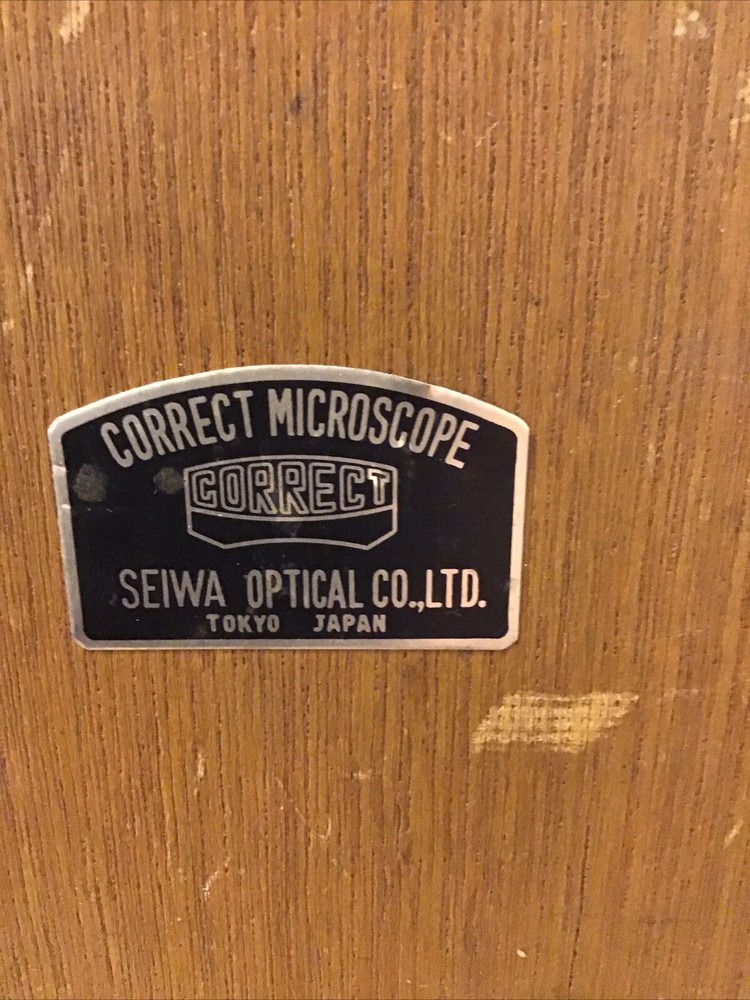 CORRECT MICROSCOPE
CORRECT
SEIWA OPTICAL CO.,LTD.
TOKYO JAPAN